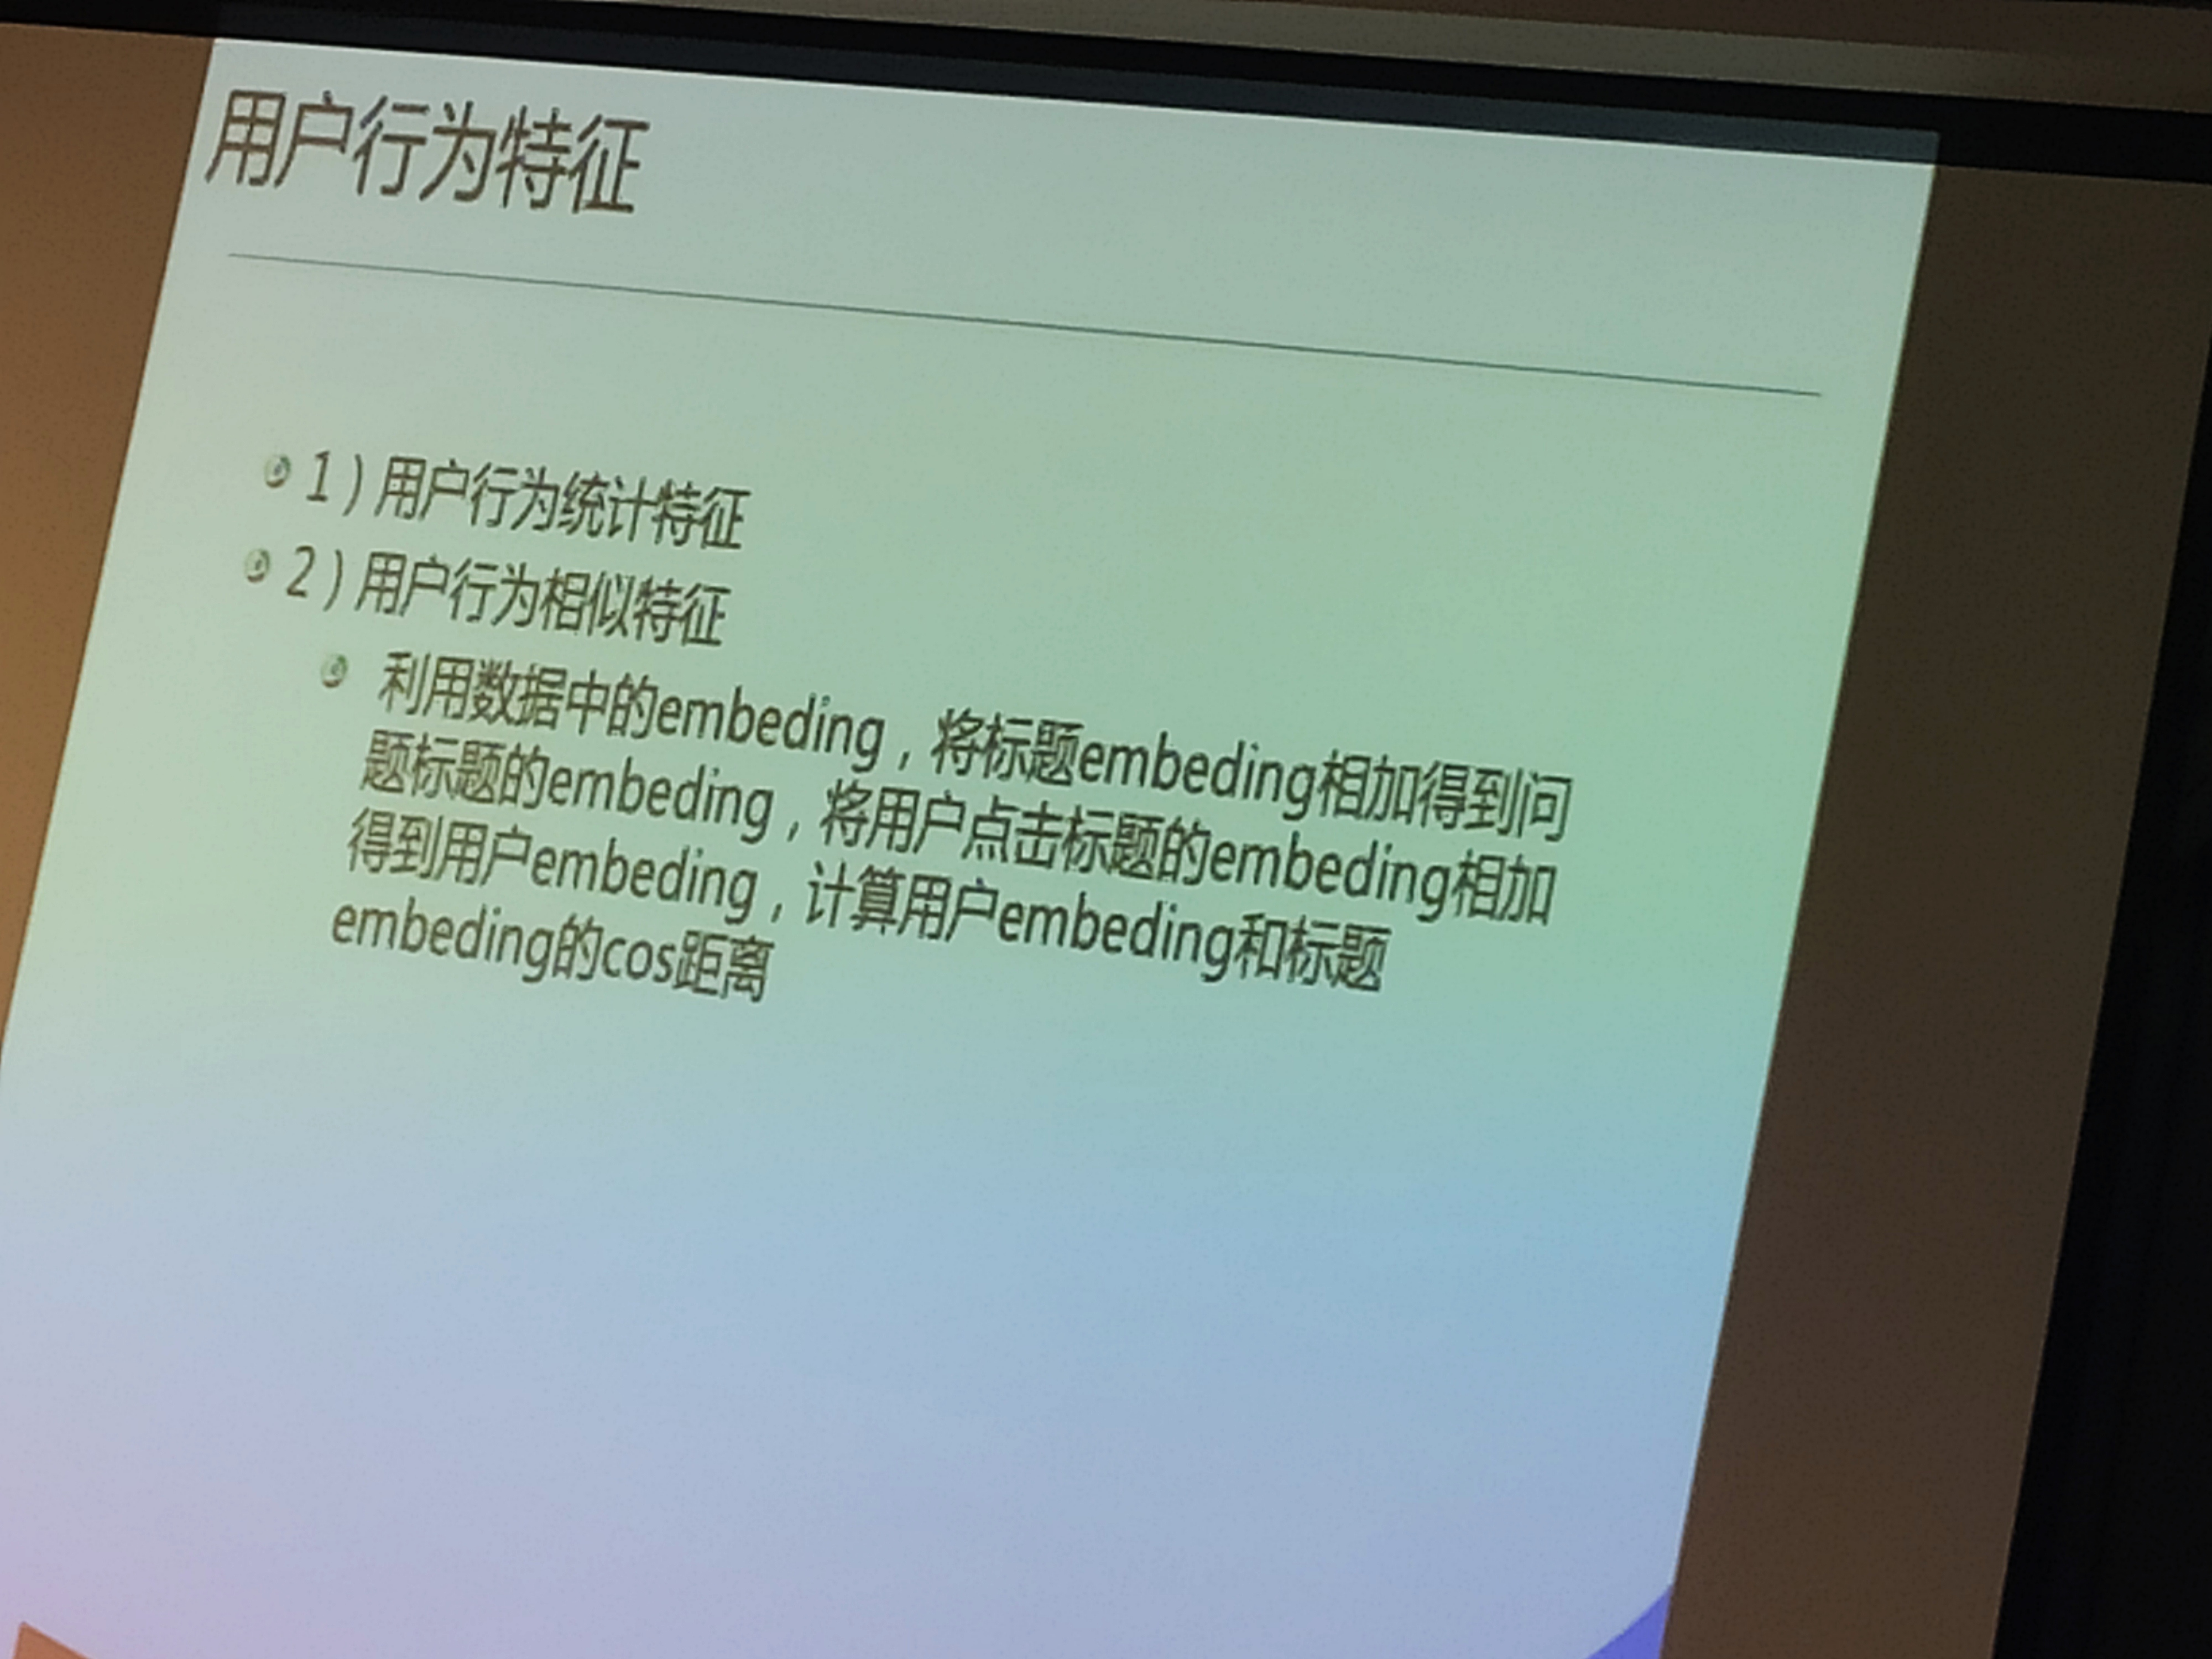 用户行为特征
1）用户行为统计特征
2）用户行为相似特征
利用数据中的embeding，将标题embeding相加得到问
题标题的embeding，将用户点击标题的embeding相加
得到用户embeding，计算用户embeding和标题
embeding的cos距离